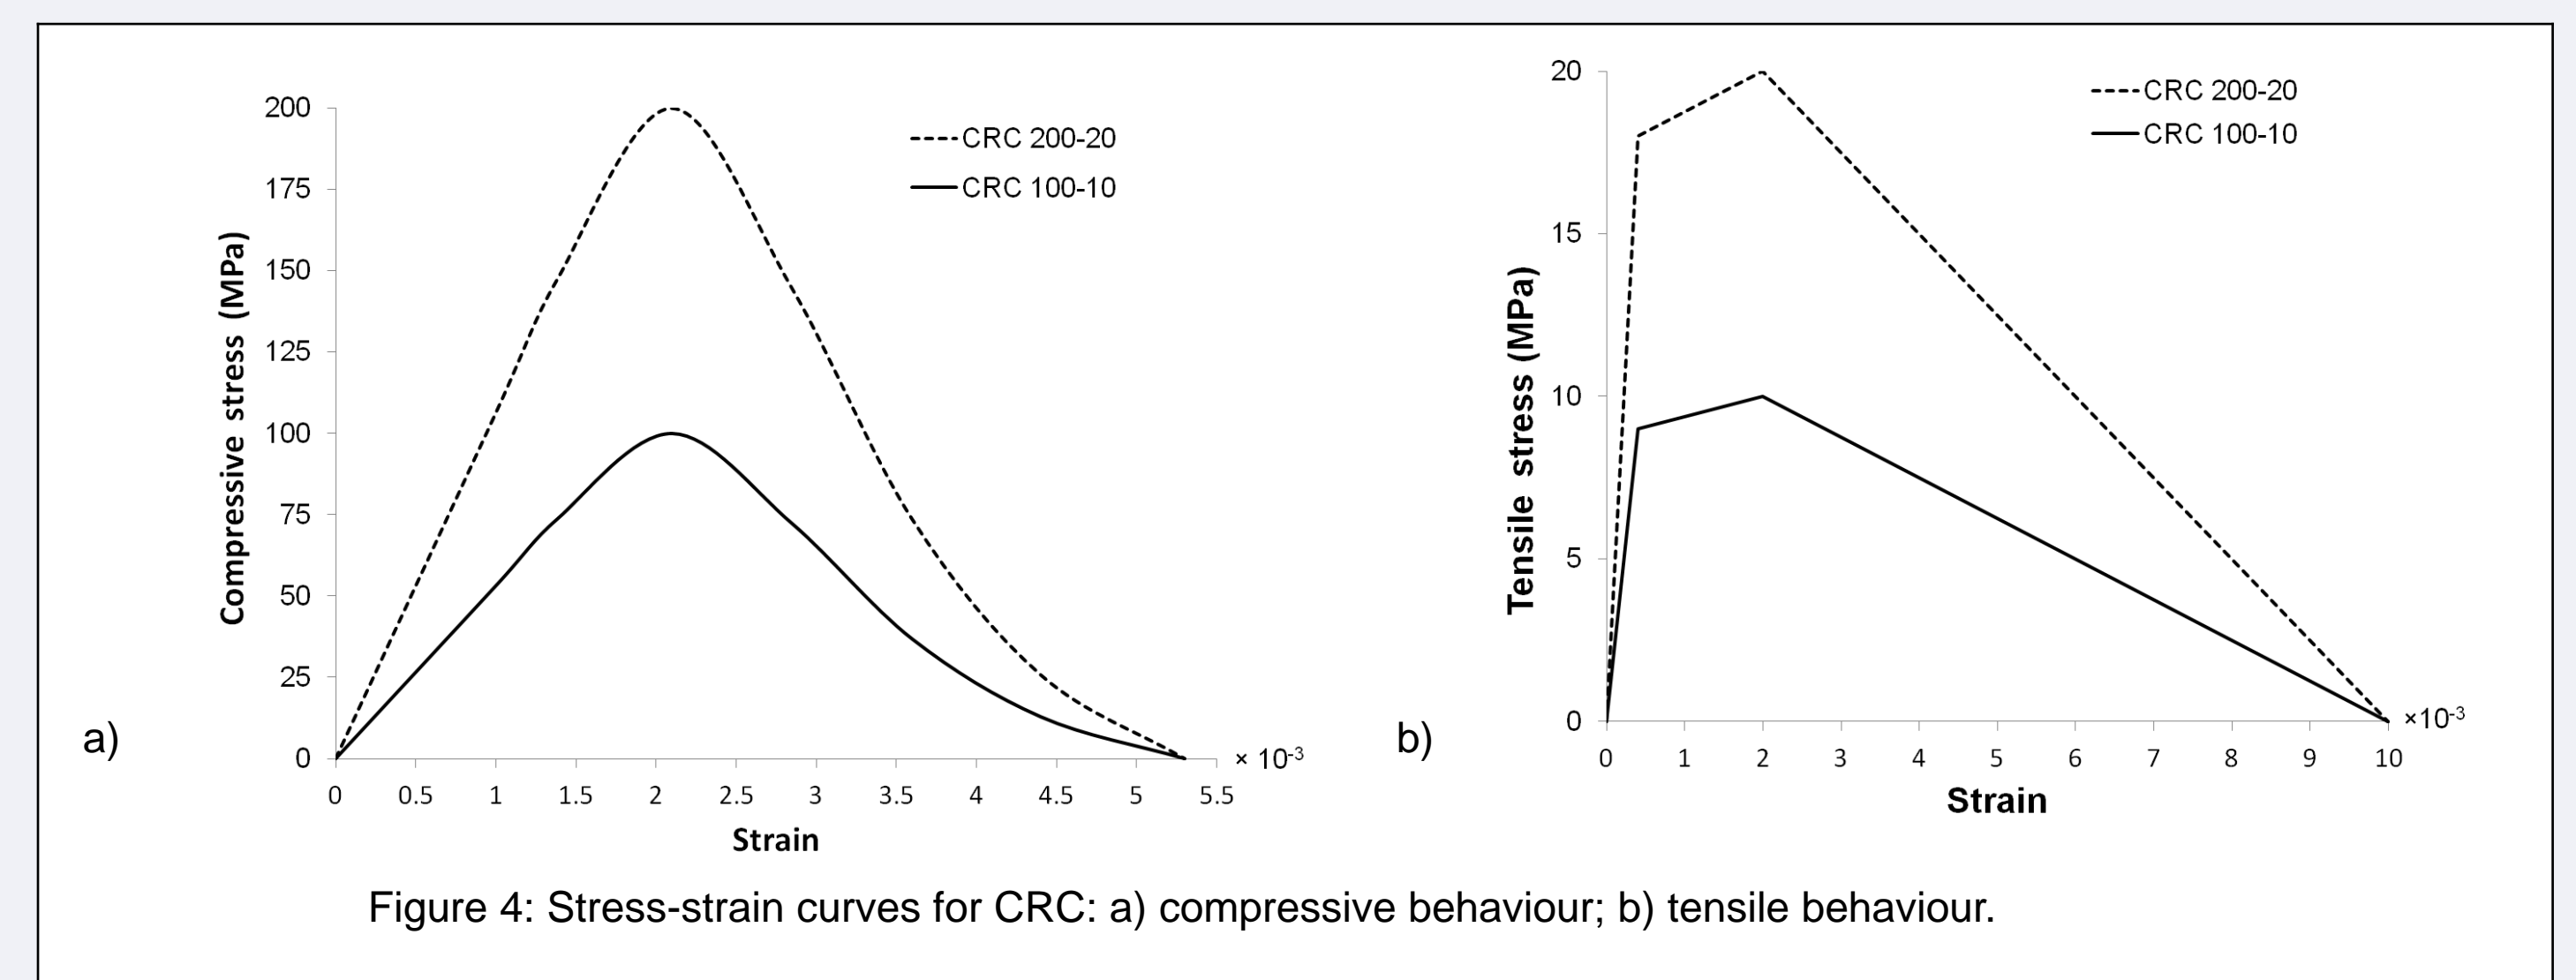 200
175
150
125
100
75
50
25
0
Compressive stress (MPa)
CRC 200-20
CRC 100-10
0 0.5 1 1.5 2 2.5 3 3.5 4 4.5 5 5.5
× 10-3
Strain
a)
20
15
10
5
0
Tensile stress (MPa)
CRC 200-20
CRC 100-10
0 1 2 3 4 5 6 7 8 9 10
×10-3
Strain
b)
Figure 4: Stress-strain curves for CRC: a) compressive behaviour; b) tensile behaviour.